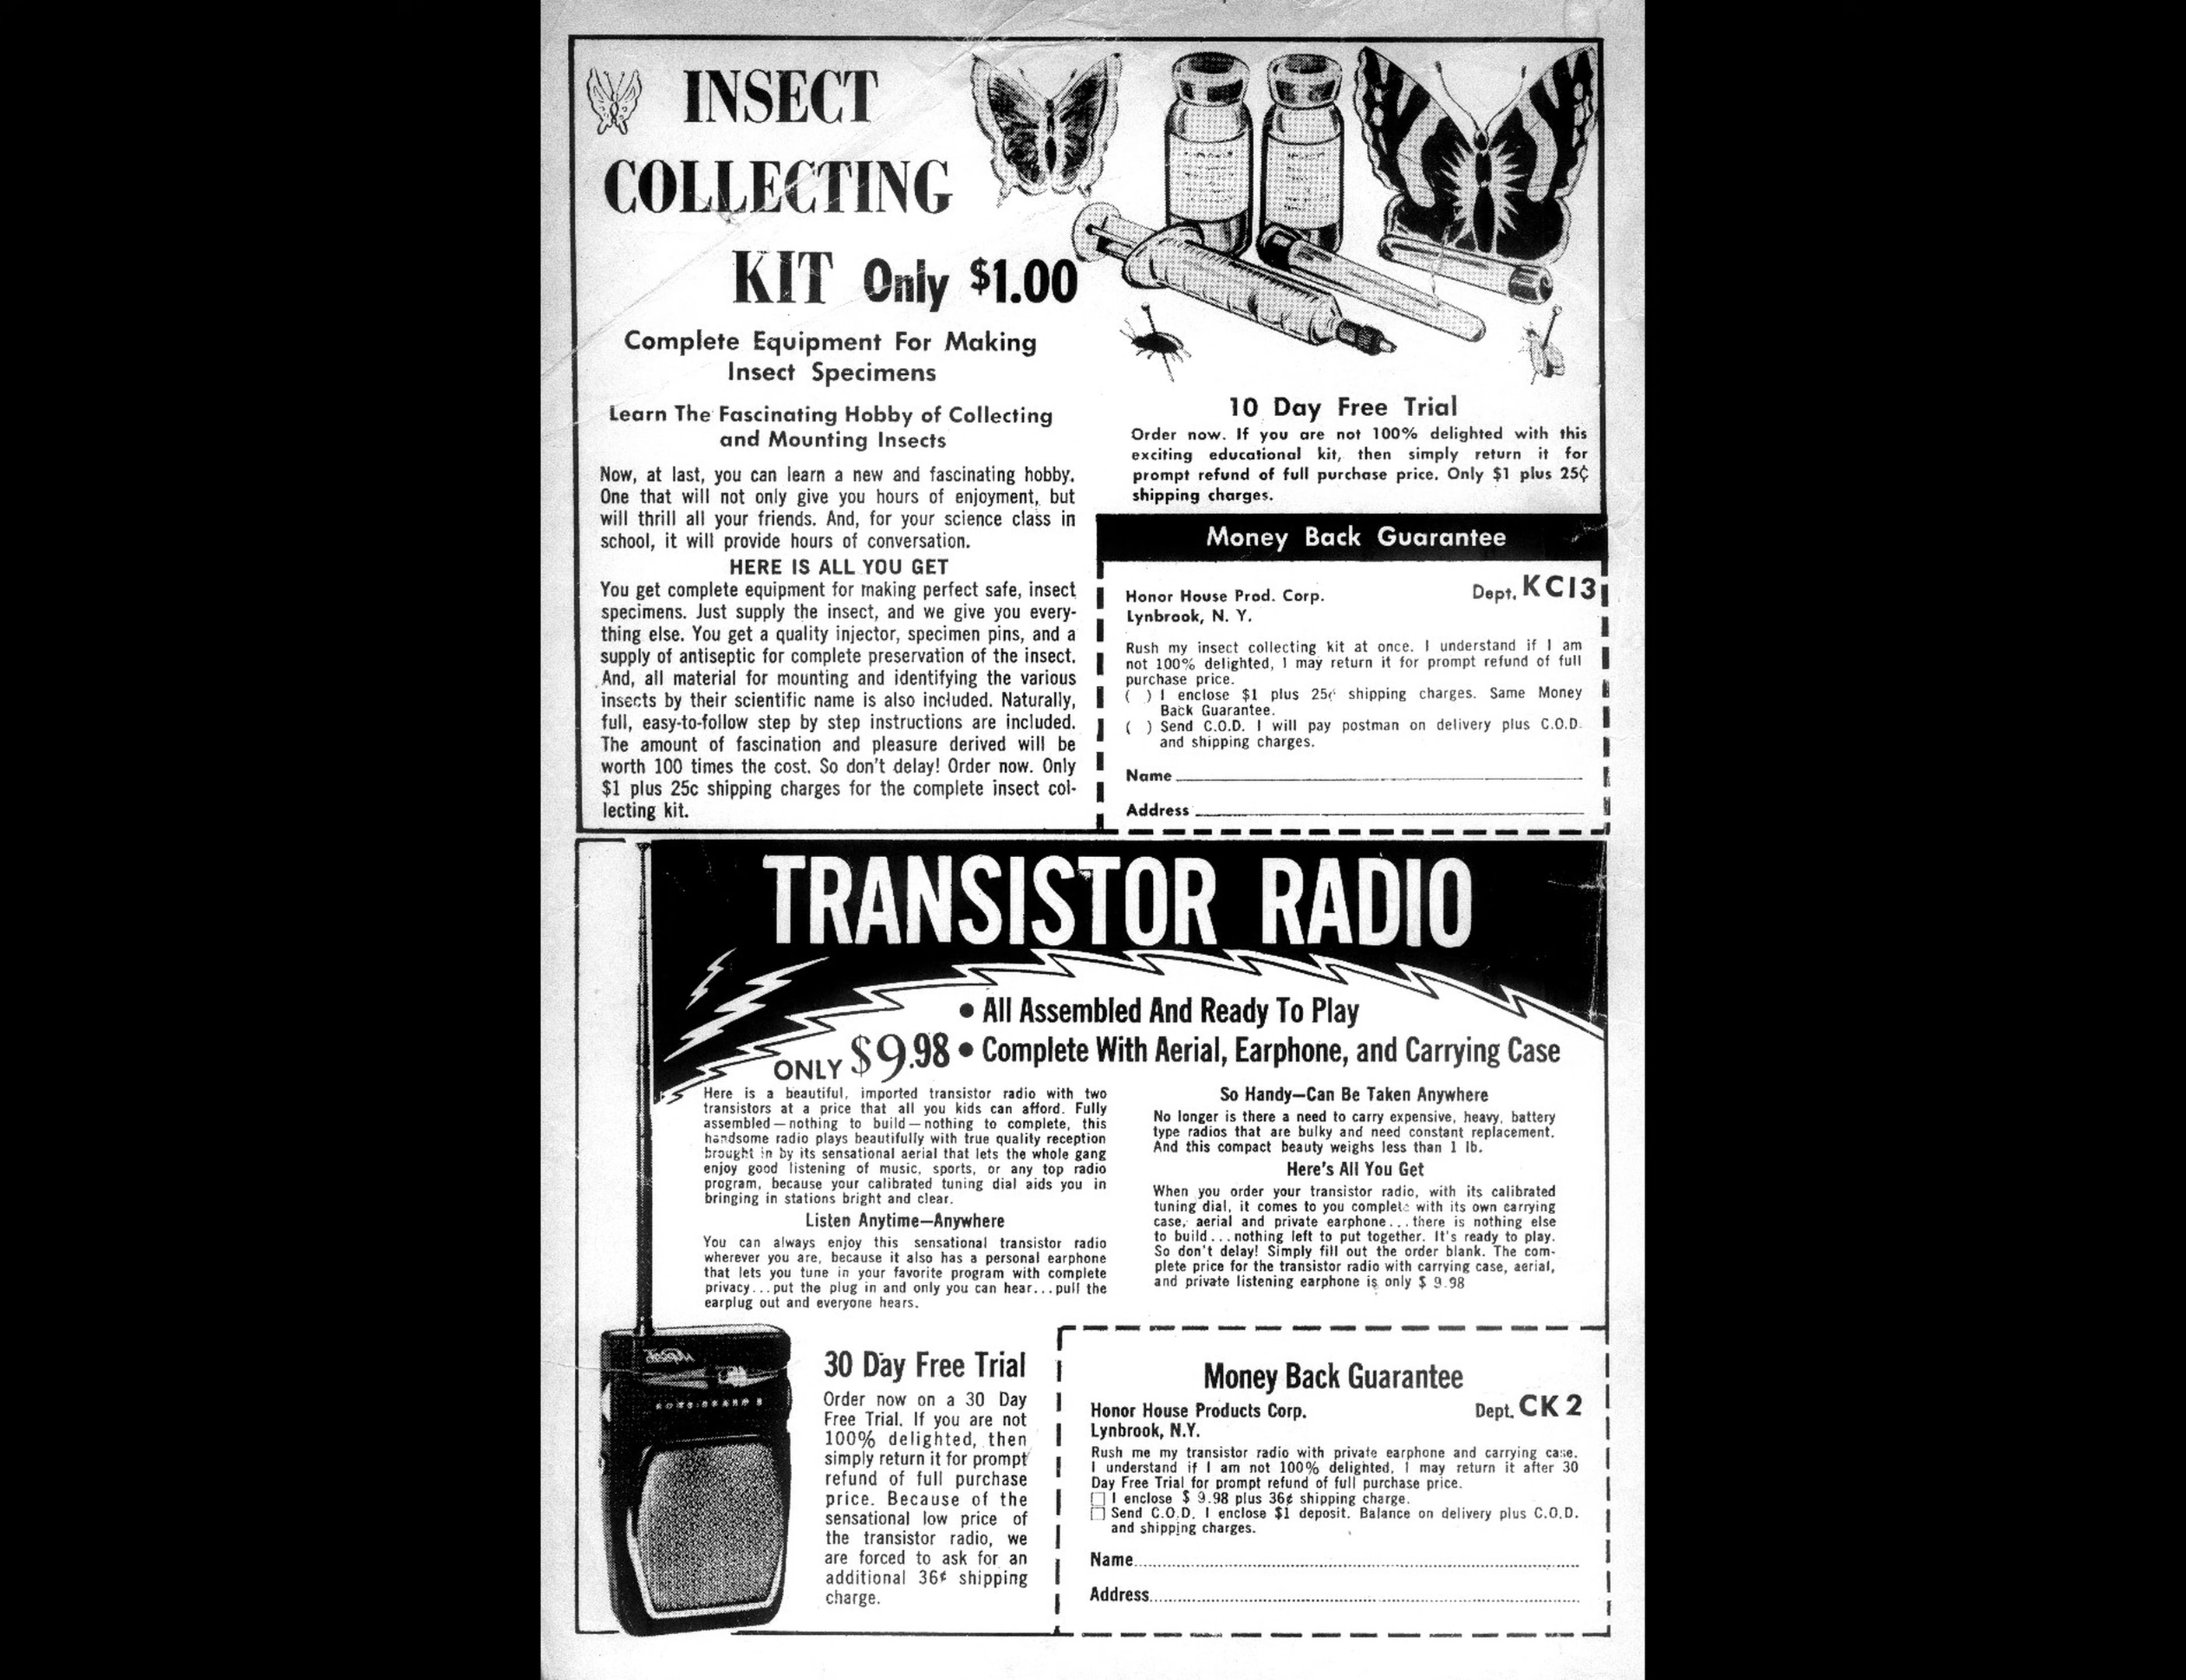 INSECT
COLLECTING
KIT Only $1.00
Complete Equipment For Making
Insect Specimens
Learn The Fascinating Hobby of Collecting
and Mounting Insects
Now, at last, you can learn a new and fascinating hobby.
One that will not only give you hours of enjoyment, but
will thrill all your friends. And, for your science class in
school, it will provide hours of conversation.
HERE IS ALL YOU GET
You get complete equipment for making perfect safe, insect
specimens. Just supply the insect, and we give you every-
thing else. You get a quality injector, specimen pins, and a
supply of antiseptic for complete preservation of the insect.
And, all material for mounting and identifying the various
insects by their scientific name is also included. Naturally,
full, easy-to-follow step by step instructions are included.
The amount of fascination and pleasure derived will be
worth 100 times the cost. So don't delay! Order now. Only
$1 plus 25c shipping charges for the complete insect col-
lecting kit.
10 Day Free Trial
Order now. If you are not 100% delighted with this
exciting educational kit, then simply return it for
prompt refund of full purchase price. Only $1 plus 25¢
shipping charges.
Money Back Guarantee
Honor House Prod. Corp. Dept. KC13
Lynbrook, N. Y.
Rush my insect collecting kit at once. I understand if I am
not 100% delighted, I may return it for prompt refund of full
purchase price.
( ) I enclose $1 plus 25¢ shipping charges. Same Money
Back Guarantee.
( ) Send C.O.D. I will pay postman on delivery plus C.O.D.
and shipping charges.
Name
Address
TRANSISTOR RADIO
• All Assembled And Ready To Play
ONLY $9.98 • Complete With Aerial, Earphone, and Carrying Case
Here is a beautiful, imported transistor radio with two
transistors at a price that all you kids can afford. Fully
assembled—nothing to build—nothing to complete, this
handsome radio plays beautifully with true quality reception
brought in by its sensational aerial that lets the whole gang
enjoy good listening of music, sports, or any top radio
program, because your calibrated tuning dial aids you in
bringing in stations bright and clear.
Listen Anytime—Anywhere
You can always enjoy this sensational transistor radio
wherever you are, because it also has a personal earphone
that lets you tune in your favorite program with complete
privacy...put the plug in and only you can hear...pull the
earplug out and everyone hears.
So Handy—Can Be Taken Anywhere
No longer is there a need to carry expensive, heavy, battery
type radios that are bulky and need constant replacement.
And this compact beauty weighs less than 1 lb.
Here's All You Get
When you order your transistor radio, with its calibrated
tuning dial, it comes to you complete with its own carrying
case, aerial and private earphone...there is nothing else
to build...nothing left to put together. It's ready to play.
So don't delay! Simply fill out the order blank. The com-
plete price for the transistor radio with carrying case, aerial,
and private listening earphone is only $ 9.98
30 Day Free Trial
Order now on a 30 Day
Free Trial. If you are not
100% delighted, then
simply return it for prompt
refund of full purchase
price. Because of the
sensational low price of
the transistor radio, we
are forced to ask for an
additional 36¢ shipping
charge.
Money Back Guarantee
Honor House Products Corp. Dept. CK 2
Lynbrook, N.Y.
Rush me my transistor radio with private earphone and carrying case.
I understand if I am not 100% delighted, I may return it after 30
Day Free Trial for prompt refund of full purchase price.
I enclose $ 9.98 plus 36¢ shipping charge.
Send C.O.D. I enclose $1 deposit. Balance on delivery plus C.O.D.
and shipping charges.
Name
Address